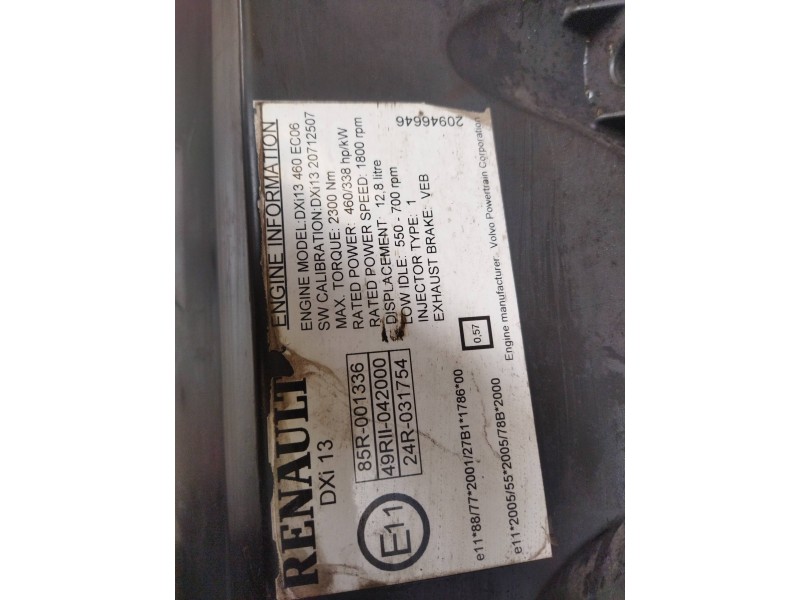 RENAULT
DXi 13
E11
85R-001336
49RII-042000
24R-031754
e11*88/77*2001/27B1*1786*00
e11*2005/55*2005/78B*2000
0,57
ENGINE INFORMATION
ENGINE MODEL:DXi13 460 EC06
SW CALIBRATION:DXi13 20712507
MAX. TORQUE: 2300 Nm
RATED POWER: 460/338 hp/kW
RATED POWER SPEED: 1800 rpm
DISPLACEMENT: 12,8 litre
LOW IDLE: 550 - 700 rpm
INJECTOR TYPE: 1
EXHAUST BRAKE: VEB
20946646
Engine manufacturer Volvo Powertrain Corporation